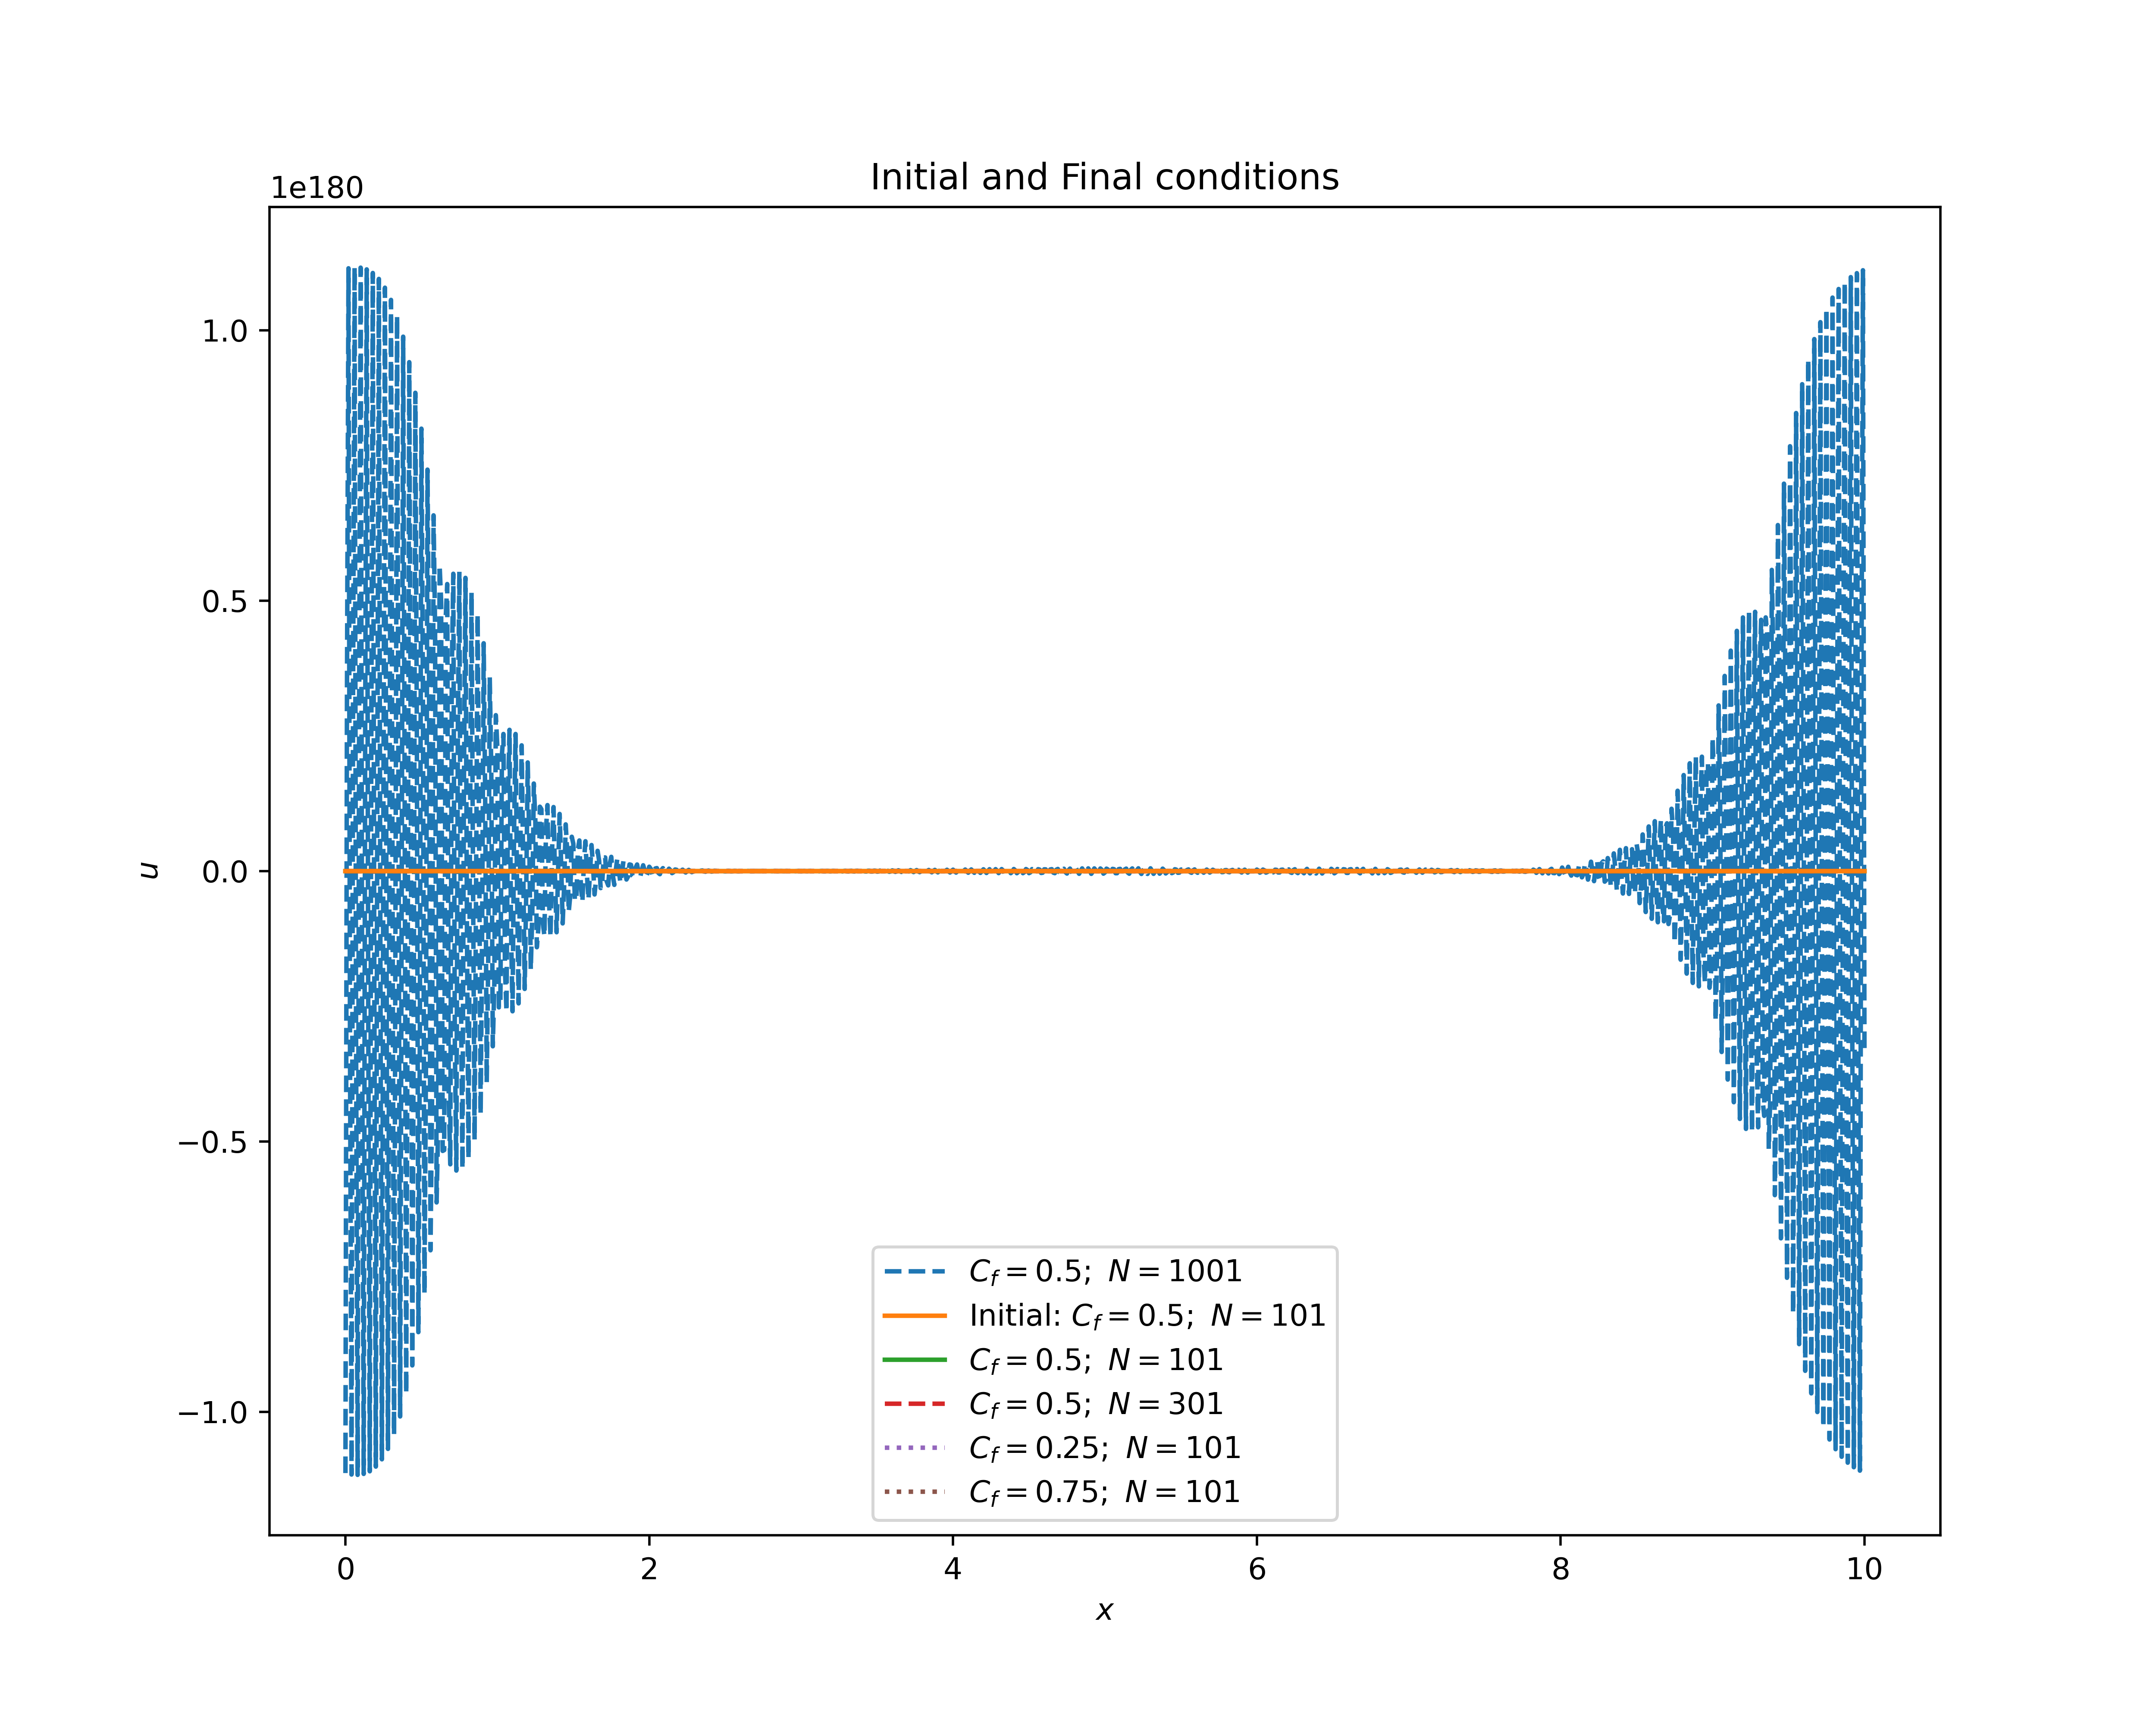 Initial and Final conditions
1e180
1.0
0.5
0.0
−0.5
−1.0
u
C_f = 0.5; N = 1001
Initial: C_f = 0.5; N = 101
C_f = 0.5; N = 101
C_f = 0.5; N = 301
C_f = 0.25; N = 101
C_f = 0.75; N = 101
0 2 4 6 8 10
x